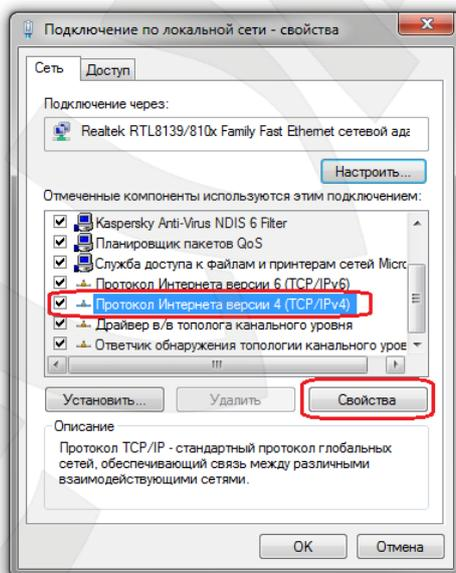 Подключение по локальной сети - свойства
Сеть
Доступ
Подключение через:
Realtek RTL8139/810x Family Fast Ethernet сетевой ада
Настроить...
Отмеченные компоненты используются этим подключением:
Kaspersky Anti-Virus NDIS 6 Filter
Планировщик пакетов QoS
Служба доступа к файлам и принтерам сетей Micro
Протокол Интернета версии 6 (TCP/IPv6)
Протокол Интернета версии 4 (TCP/IPv4)
Драйвер в/в тополога канального уровня
Ответчик обнаружения топологии канального уров
Установить...
Удалить
Свойства
Описание
Протокол TCP/IP - стандартный протокол глобальных
сетей, обеспечивающий связь между различными
взаимодействующими сетями.
OK
Отмена